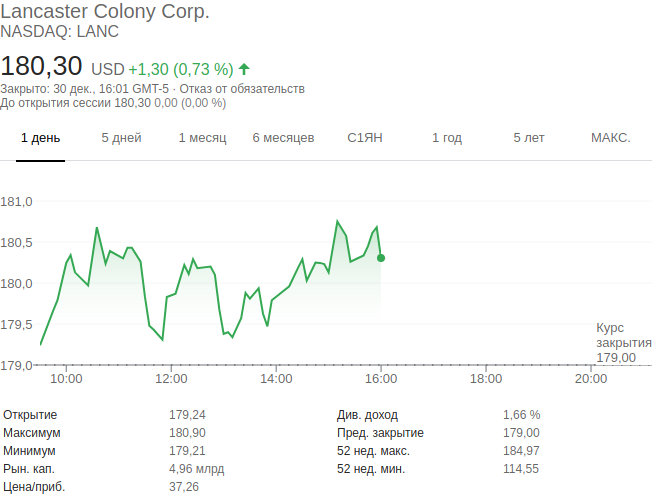 Lancaster Colony Corp.
NASDAQ: LANC
180,30 USD +1,30 (0,73 %)
Закрыто: 30 дек., 16:01 GMT-5 · Отказ от обязательств
До открытия сессии 180,30 0,00 (0,00 %)
1 день 5 дней 1 месяц 6 месяцев С1ЯН 1 год 5 лет МАКС.
181,0
180,5
180,0
179,5
Курс
закрытия
179,00
179,0
10:00 12:00 14:00 16:00 18:00 20:00
Открытие 179,24 Див. доход 1,66 %
Максимум 180,90 Пред. закрытие 179,00
Минимум 179,21 52 нед. макс. 184,97
Рын. кап. 4,96 млрд 52 нед. мин. 114,55
Цена/приб. 37,26